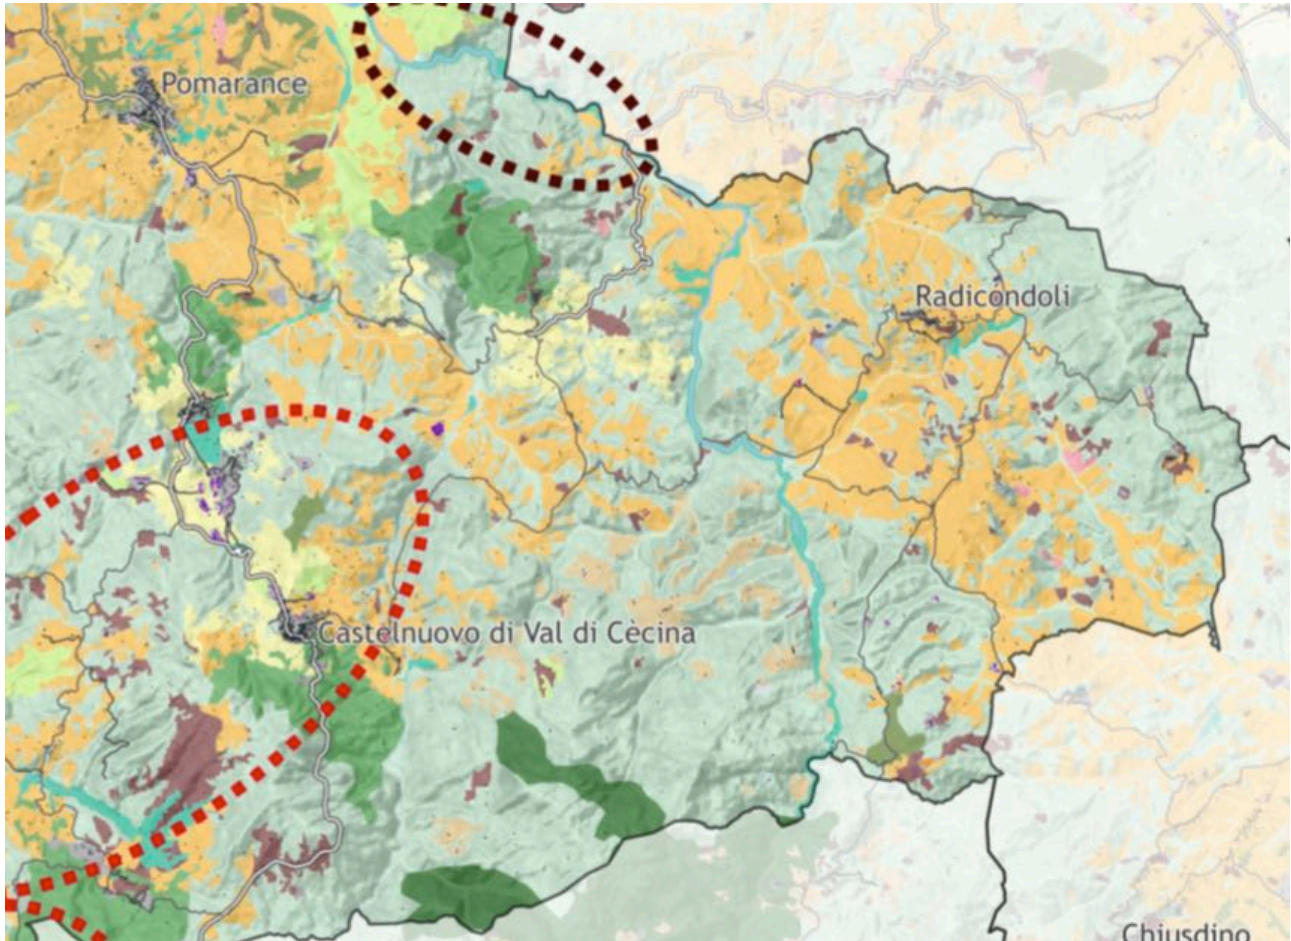 Pomarance
Radicondoli
Castelnuovo di Val di Cècina
Chiusdino